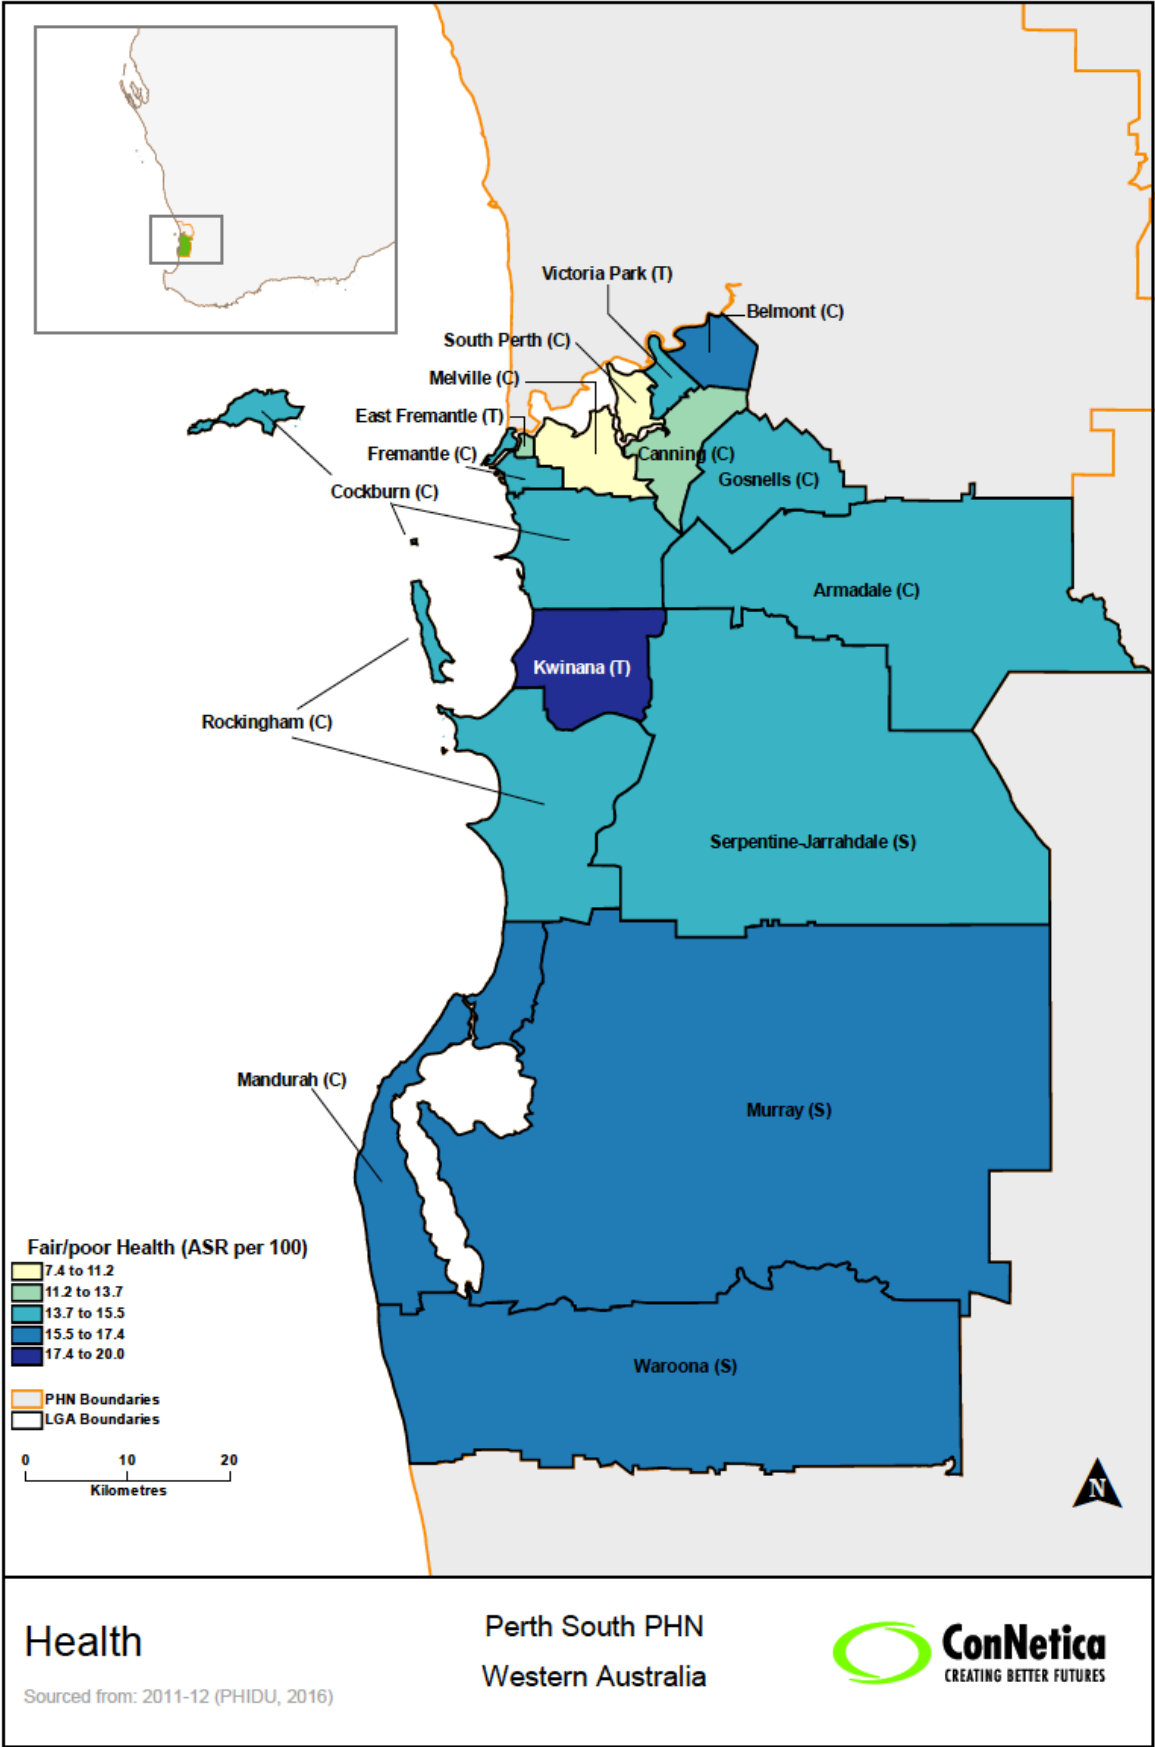 Victoria Park (T)
Belmont (C)
South Perth (C)
Melville (C)
East Fremantle (T)
Fremantle (C)
Canning (C)
Gosnells (C)
Cockburn (C)
Armadale (C)
Kwinana (T)
Rockingham (C)
Serpentine-Jarrahdale (S)
Mandurah (C)
Murray (S)
Waroona (S)
Fair/poor Health (ASR per 100)
7.4 to 11.2
11.2 to 13.7
13.7 to 15.5
15.5 to 17.4
17.4 to 20.0
PHN Boundaries
LGA Boundaries
0 10 20
Kilometres
N
Health
Sourced from: 2011-12 (PHIDU, 2016)
Perth South PHN
Western Australia
ConNetica
CREATING BETTER FUTURES